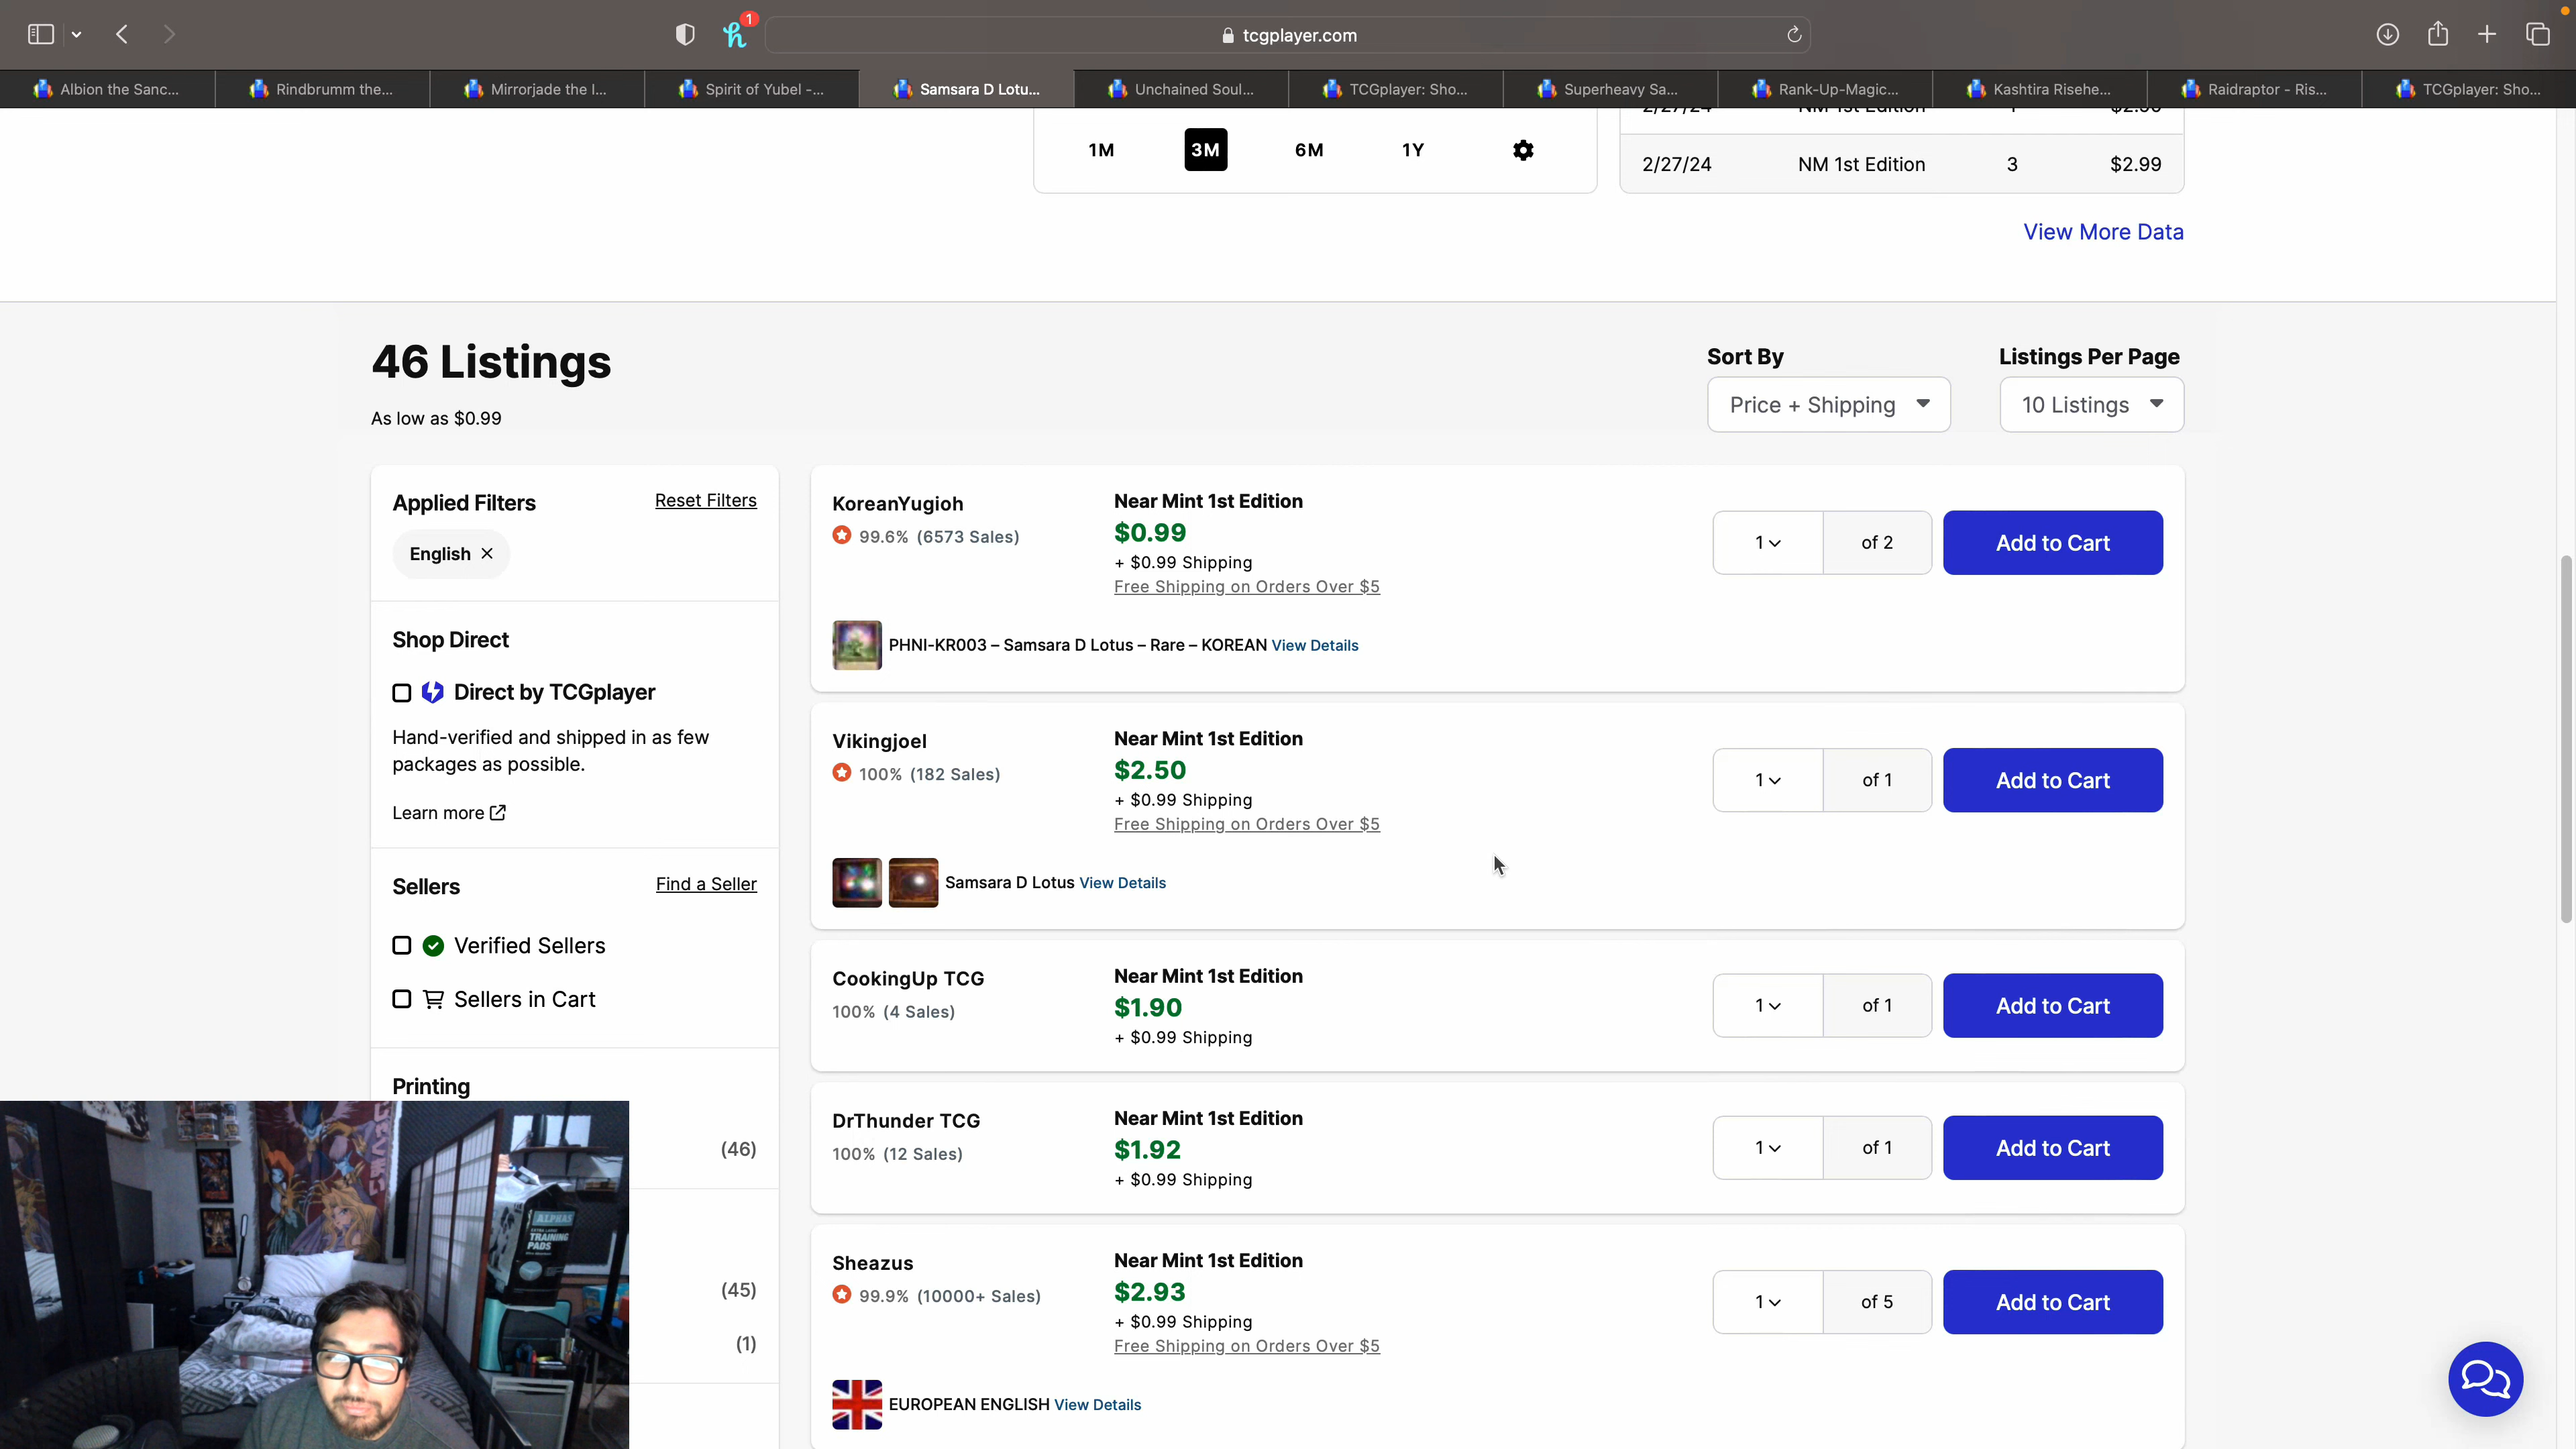 1
tcgplayer.com
Albion the Sanc...
Rindbrumm the...
Mirrorjade the I...
Spirit of Yubel -...
Samsara D Lotu...
Unchained Soul...
TCGplayer: Sho...
Superheavy Sa...
Rank-Up-Magic...
Kashtira Risehe...
Raidraptor - Ris...
TCGplayer: Sho...
1M 3M 6M 1Y
2/27/24 NM 1st Edition 3 $2.99
View More Data
46 Listings
As low as $0.99
Sort By
Price + Shipping
Listings Per Page
10 Listings
Applied Filters
Reset Filters
English ×
Shop Direct
Direct by TCGplayer
Hand-verified and shipped in as few
packages as possible.
Learn more
Sellers
Find a Seller
Verified Sellers
Sellers in Cart
Printing
(46)
(45)
(1)
KoreanYugioh
99.6% (6573 Sales)
Near Mint 1st Edition
$0.99
+ $0.99 Shipping
Free Shipping on Orders Over $5
1 of 2
Add to Cart
PHNI-KR003 – Samsara D Lotus – Rare – KOREAN View Details
Vikingjoel
100% (182 Sales)
Near Mint 1st Edition
$2.50
+ $0.99 Shipping
Free Shipping on Orders Over $5
1 of 1
Add to Cart
Samsara D Lotus View Details
CookingUp TCG
100% (4 Sales)
Near Mint 1st Edition
$1.90
+ $0.99 Shipping
1 of 1
Add to Cart
DrThunder TCG
100% (12 Sales)
Near Mint 1st Edition
$1.92
+ $0.99 Shipping
1 of 1
Add to Cart
Sheazus
99.9% (10000+ Sales)
Near Mint 1st Edition
$2.93
+ $0.99 Shipping
Free Shipping on Orders Over $5
1 of 5
Add to Cart
EUROPEAN ENGLISH View Details
ALPHAS
TRAINING
PADS